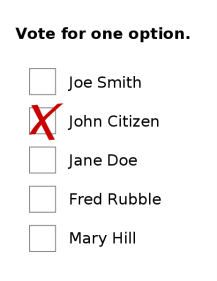 Vote for one option.
Joe Smith
John Citizen
Jane Doe
Fred Rubble
Mary Hill